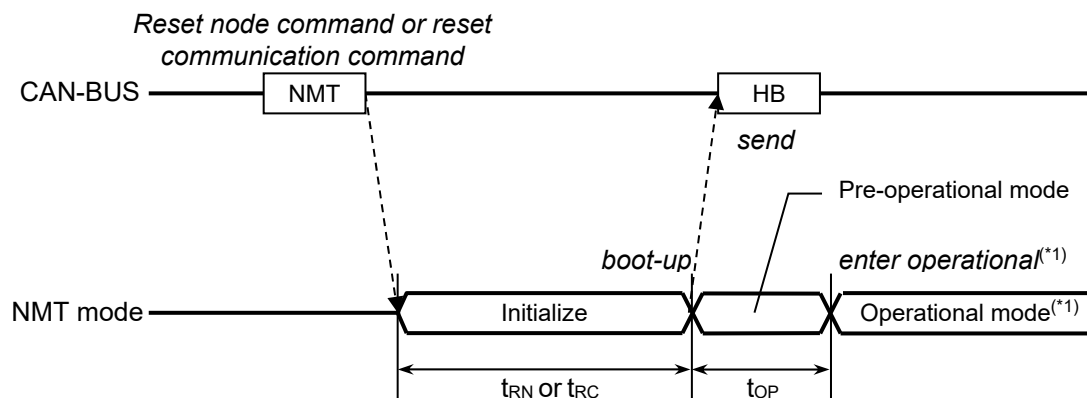 Reset node command or reset
communication command
CAN-BUS
NMT
HB
send
Pre-operational mode
boot-up
enter operational(*1)
NMT mode
Initialize
Operational mode(*1)
tRN or tRC
tOP